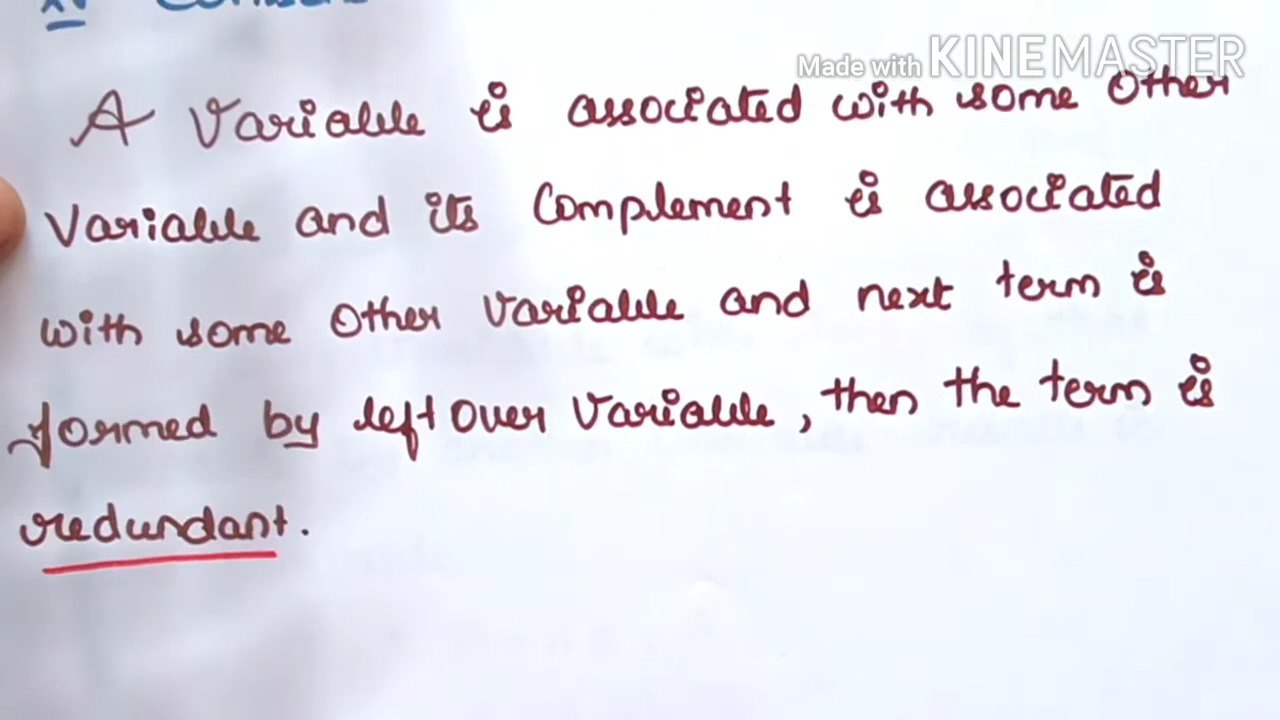 Made with KINEMASTER
A Variable is associated with some Other
Variable and its Complement is associated
with some Other Variable and next term is
formed by left over Variable, then the term is
redundant.